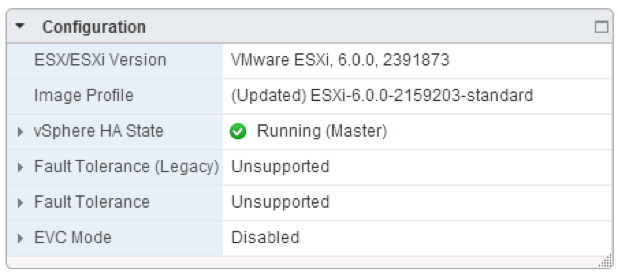 Configuration
ESX/ESXi Version VMware ESXi, 6.0.0, 2391873
Image Profile (Updated) ESXi-6.0.0-2159203-standard
vSphere HA State Running (Master)
Fault Tolerance (Legacy) Unsupported
Fault Tolerance Unsupported
EVC Mode Disabled